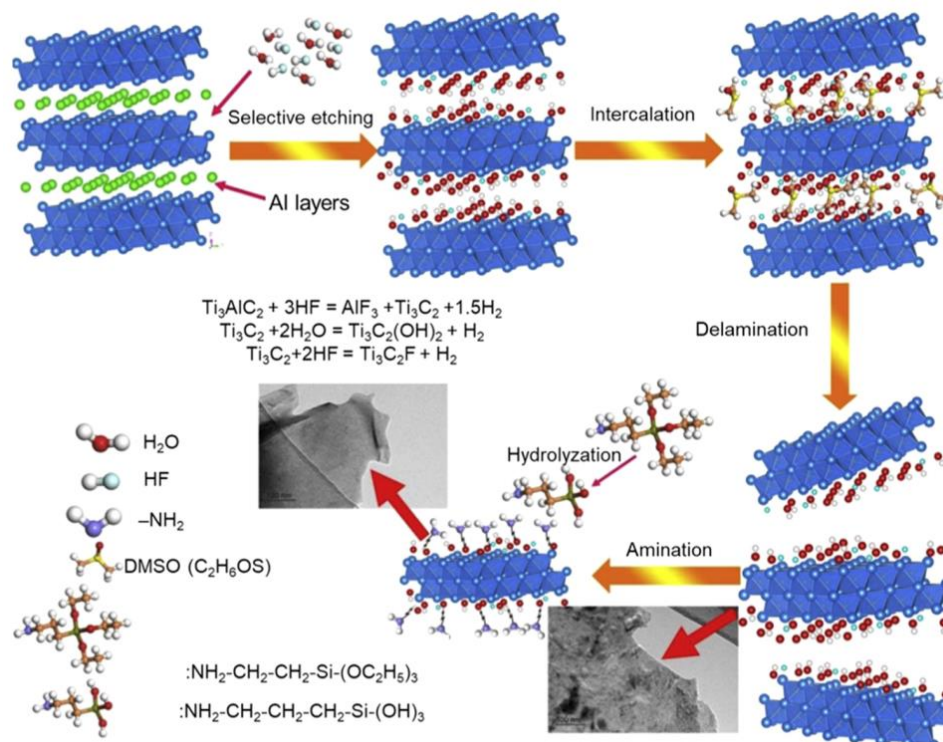 Selective etching
Intercalation
Al layers
Ti₃AlC₂ + 3HF = AlF₃ +Ti₃C₂ +1.5H₂
Ti₃C₂ +2H₂O = Ti₃C₂(OH)₂ + H₂
Ti₃C₂+2HF = Ti₃C₂F + H₂
Delamination
Hydrolyzation
Amination
H₂O
HF
–NH₂
DMSO (C₂H₆OS)
:NH₂-CH₂-CH₂-Si-(OC₂H₅)₃
:NH₂-CH₂-CH₂-CH₂-Si-(OH)₃